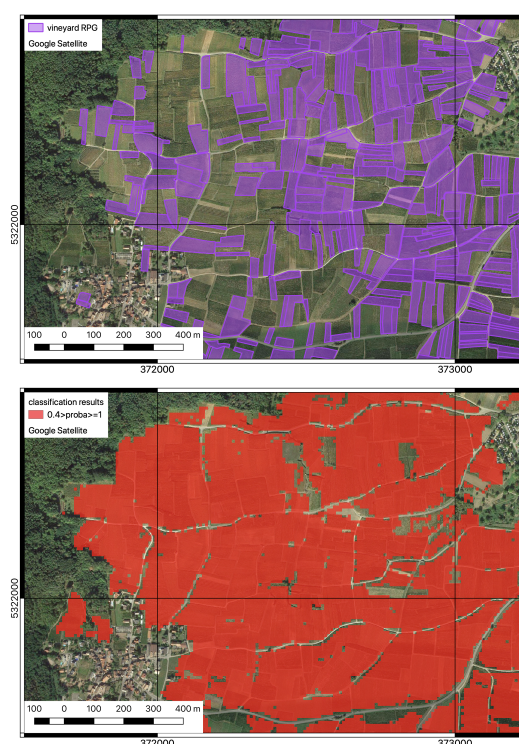 vineyard RPG
Google Satellite
5322000
100 0 100 200 300 400 m
372000 373000
classification results
0.4>proba>=1
Google Satellite
5322000
100 0 100 200 300 400 m
372000 373000